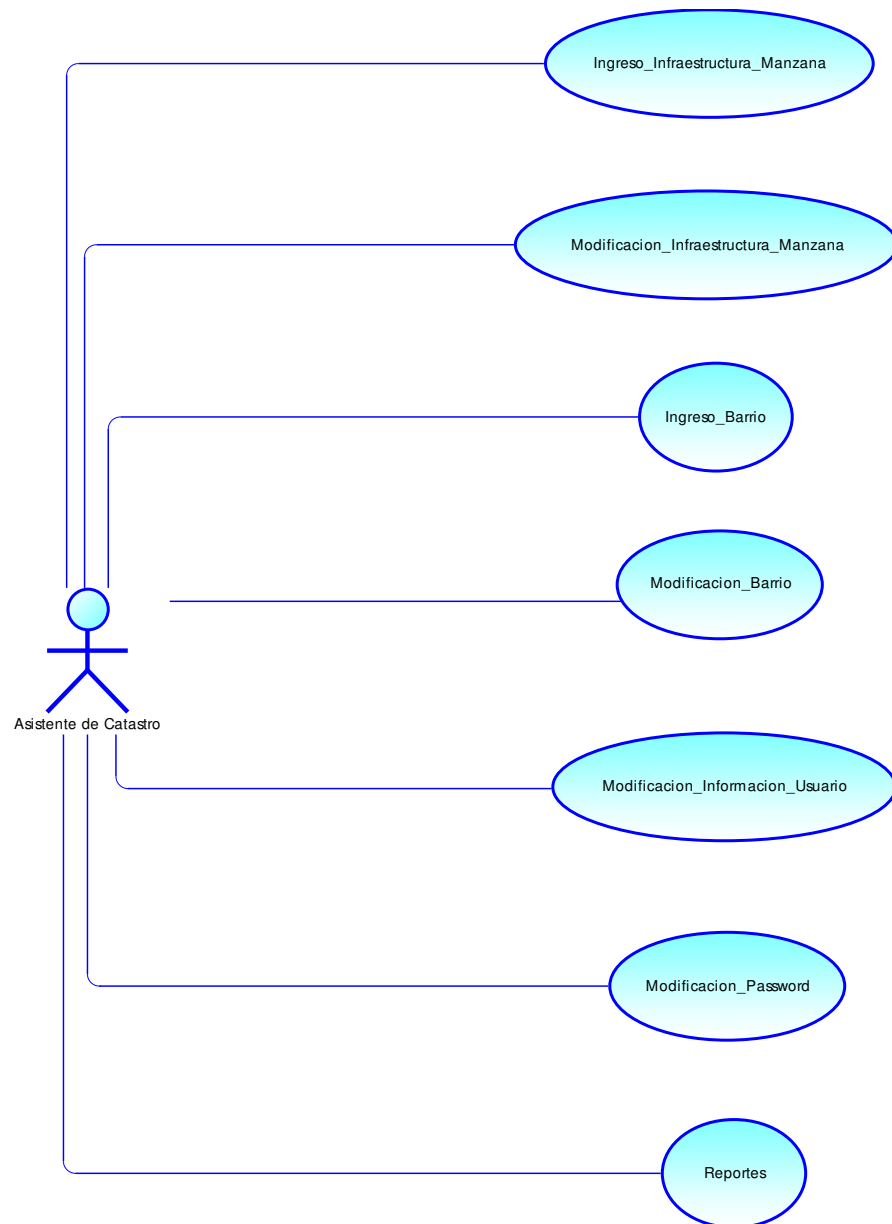 Ingreso_Infraestructura_Manzana
Modificacion_Infraestructura_Manzana
Ingreso_Barrio
Modificacion_Barrio
Asistente de Catastro
Modificacion_Informacion_Usuario
Modificacion_Password
Reportes